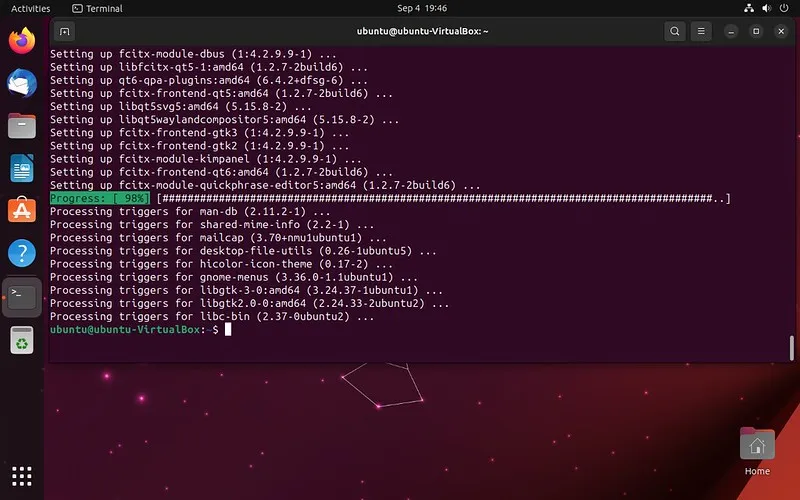 Activities
Terminal
Sep 4 19:46
ubuntu@ubuntu-VirtualBox: ~
Setting up fcitx-module-dbus (1:4.2.9.9-1) ...
Setting up libfcitx-qt5-1:amd64 (1.2.7-2build6) ...
Setting up qt6-qpa-plugins:amd64 (6.4.2+dfsg-6) ...
Setting up fcitx-frontend-qt5:amd64 (1.2.7-2build6) ...
Setting up libqt5svg5:amd64 (5.15.8-2) ...
Setting up libqt5waylandcompositor5:amd64 (5.15.8-2) ...
Setting up fcitx-frontend-gtk3 (1:4.2.9.9-1) ...
Setting up fcitx-frontend-gtk2 (1:4.2.9.9-1) ...
Setting up fcitx-module-kimpanel (1:4.2.9.9-1) ...
Setting up fcitx-frontend-qt6:amd64 (1.2.7-2build6) ...
Setting up fcitx-module-quickphrase-editor5:amd64 (1.2.7-2build6) ...
Progress: [ 98%] [#########################################################################################..]
Processing triggers for man-db (2.11.2-1) ...
Processing triggers for shared-mime-info (2.2-1) ...
Processing triggers for mailcap (3.70+nmu1ubuntu1) ...
Processing triggers for desktop-file-utils (0.26-1ubuntu5) ...
Processing triggers for hicolor-icon-theme (0.17-2) ...
Processing triggers for gnome-menus (3.36.0-1.1ubuntu1) ...
Processing triggers for libgtk-3-0:amd64 (3.24.37-1ubuntu1) ...
Processing triggers for libgtk2.0-0:amd64 (2.24.33-2ubuntu2) ...
Processing triggers for libc-bin (2.37-0ubuntu2) ...
ubuntu@ubuntu-VirtualBox:~$
Home